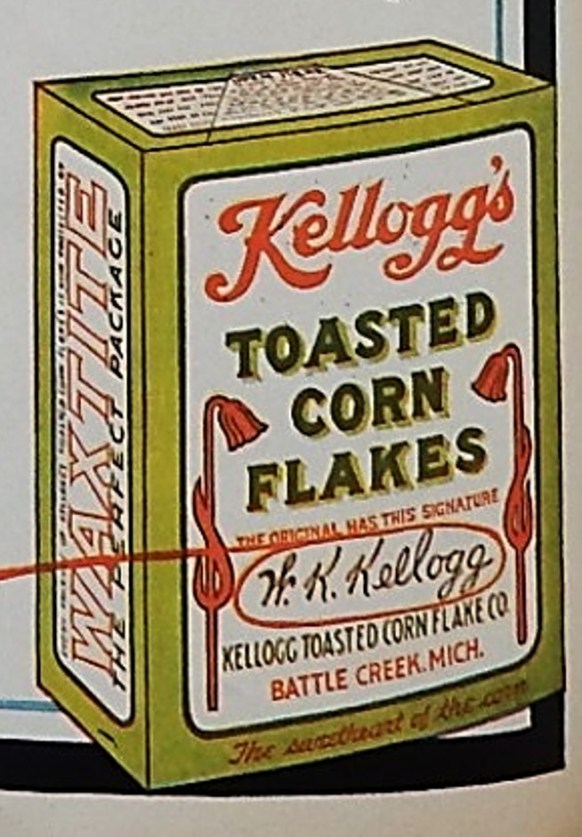 Kellogg's
TOASTED
CORN
FLAKES
THE ORIGINAL HAS THIS SIGNATURE
W. K. Kellogg
KELLOGG TOASTED CORN FLAKE CO.
BATTLE CREEK, MICH.
The sweetheart of the corn
WAXTITE
THE PERFECT PACKAGE